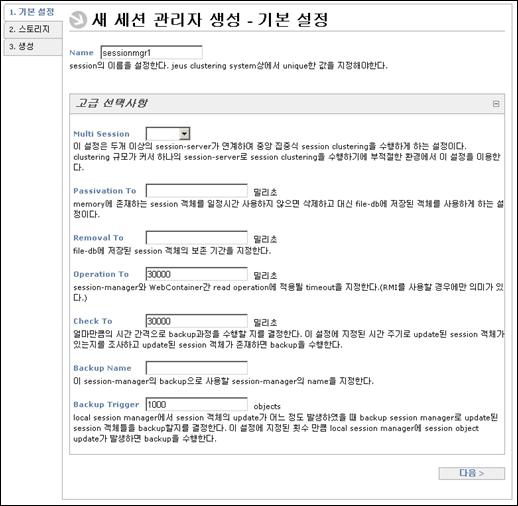 1. 기본 설정
2. 스토리지
3. 생성
새 세션 관리자 생성 - 기본 설정
Name sessionmgr1
session의 이름을 설정한다. jeus clustering system상에서 unique한 값을 지정해야한다.
고급 선택사항
Multi Session
이 설정은 두개 이상의 session-server가 연계하여 중앙 집중식 session clustering을 수행하게 하는 설정이다.
clustering 규모가 커서 하나의 session-server로 session clustering을 수행하기에 부적절한 환경에서 이 설정을 이용한
다.
Passivation To 밀리초
memory에 존재하는 session 객체를 일정시간 사용하지 않으면 삭제하고 대신 file-db에 저장된 객체를 사용하게 하는 설
정이다.
Removal To 밀리초
file-db에 저장된 session 객체의 보존 기간을 지정한다.
Operation To 30000 밀리초
session-manager와 WebContainer간 read operation에 적용될 timeout을 지정한다.(RMI를 사용할 경우에만 의미가 있
다.)
Check To 30000 밀리초
얼마만큼의 시간 간격으로 backup과정을 수행할 지를 결정한다. 이 설정에 지정된 시간 주기로 update된 session 객체가
있는지를 조사하고 update된 session 객체가 존재하면 backup을 수행한다.
Backup Name
이 session-manager의 backup으로 사용할 session-manager의 name을 지정한다.
Backup Trigger 1000 objects
local session manager에서 session 객체의 update가 어느 정도 발생하였을 때 backup session manager로 update된
session 객체들을 backup할지를 결정한다. 이 설정에 지정된 횟수 만큼 local session manager에 session object
update가 발생하면 backup을 수행한다.
다음 >